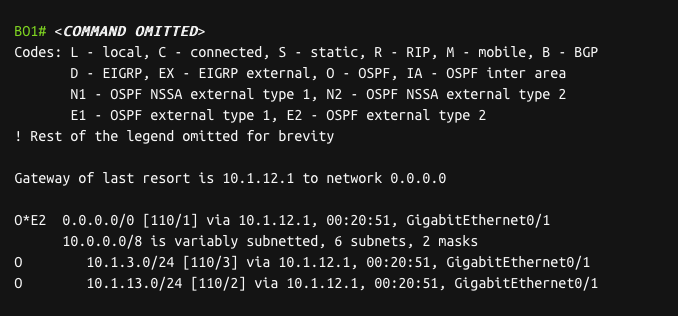 BO1# <COMMAND OMITTED>
Codes: L - local, C - connected, S - static, R - RIP, M - mobile, B - BGP
       D - EIGRP, EX - EIGRP external, O - OSPF, IA - OSPF inter area
       N1 - OSPF NSSA external type 1, N2 - OSPF NSSA external type 2
       E1 - OSPF external type 1, E2 - OSPF external type 2
! Rest of the legend omitted for brevity
Gateway of last resort is 10.1.12.1 to network 0.0.0.0
O*E2  0.0.0.0/0 [110/1] via 10.1.12.1, 00:20:51, GigabitEthernet0/1
      10.0.0.0/8 is variably subnetted, 6 subnets, 2 masks
O        10.1.3.0/24 [110/3] via 10.1.12.1, 00:20:51, GigabitEthernet0/1
O        10.1.13.0/24 [110/2] via 10.1.12.1, 00:20:51, GigabitEthernet0/1